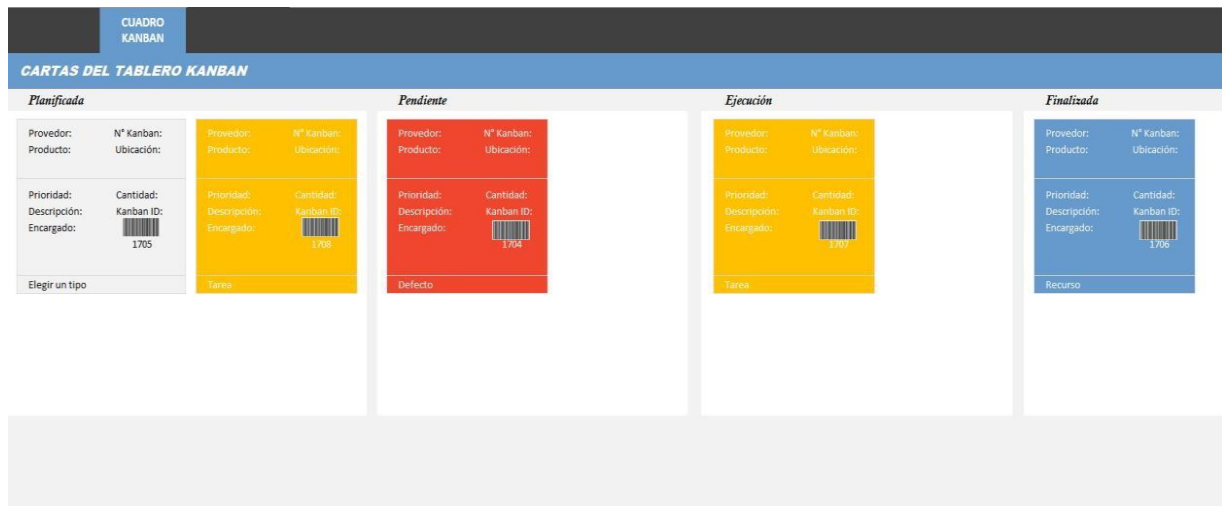 CUADRO
KANBAN
CARTAS DEL TABLERO KANBAN
Planificada
Pendiente
Ejecución
Finalizada
Provedor: N° Kanban:
Producto: Ubicación:
Prioridad: Cantidad:
Descripción: Kanban ID:
Encargado:
1705
Elegir un tipo
Provedor: N° Kanban:
Producto: Ubicación:
Prioridad: Cantidad:
Descripción: Kanban ID:
Encargado:
1708
Tarea
Provedor: N° Kanban:
Producto: Ubicación:
Prioridad: Cantidad:
Descripción: Kanban ID:
Encargado:
1704
Defecto
Provedor: N° Kanban:
Producto: Ubicación:
Prioridad: Cantidad:
Descripción: Kanban ID:
Encargado:
1707
Tarea
Provedor: N° Kanban:
Producto: Ubicación:
Prioridad: Cantidad:
Descripción: Kanban ID:
Encargado:
1706
Recurso